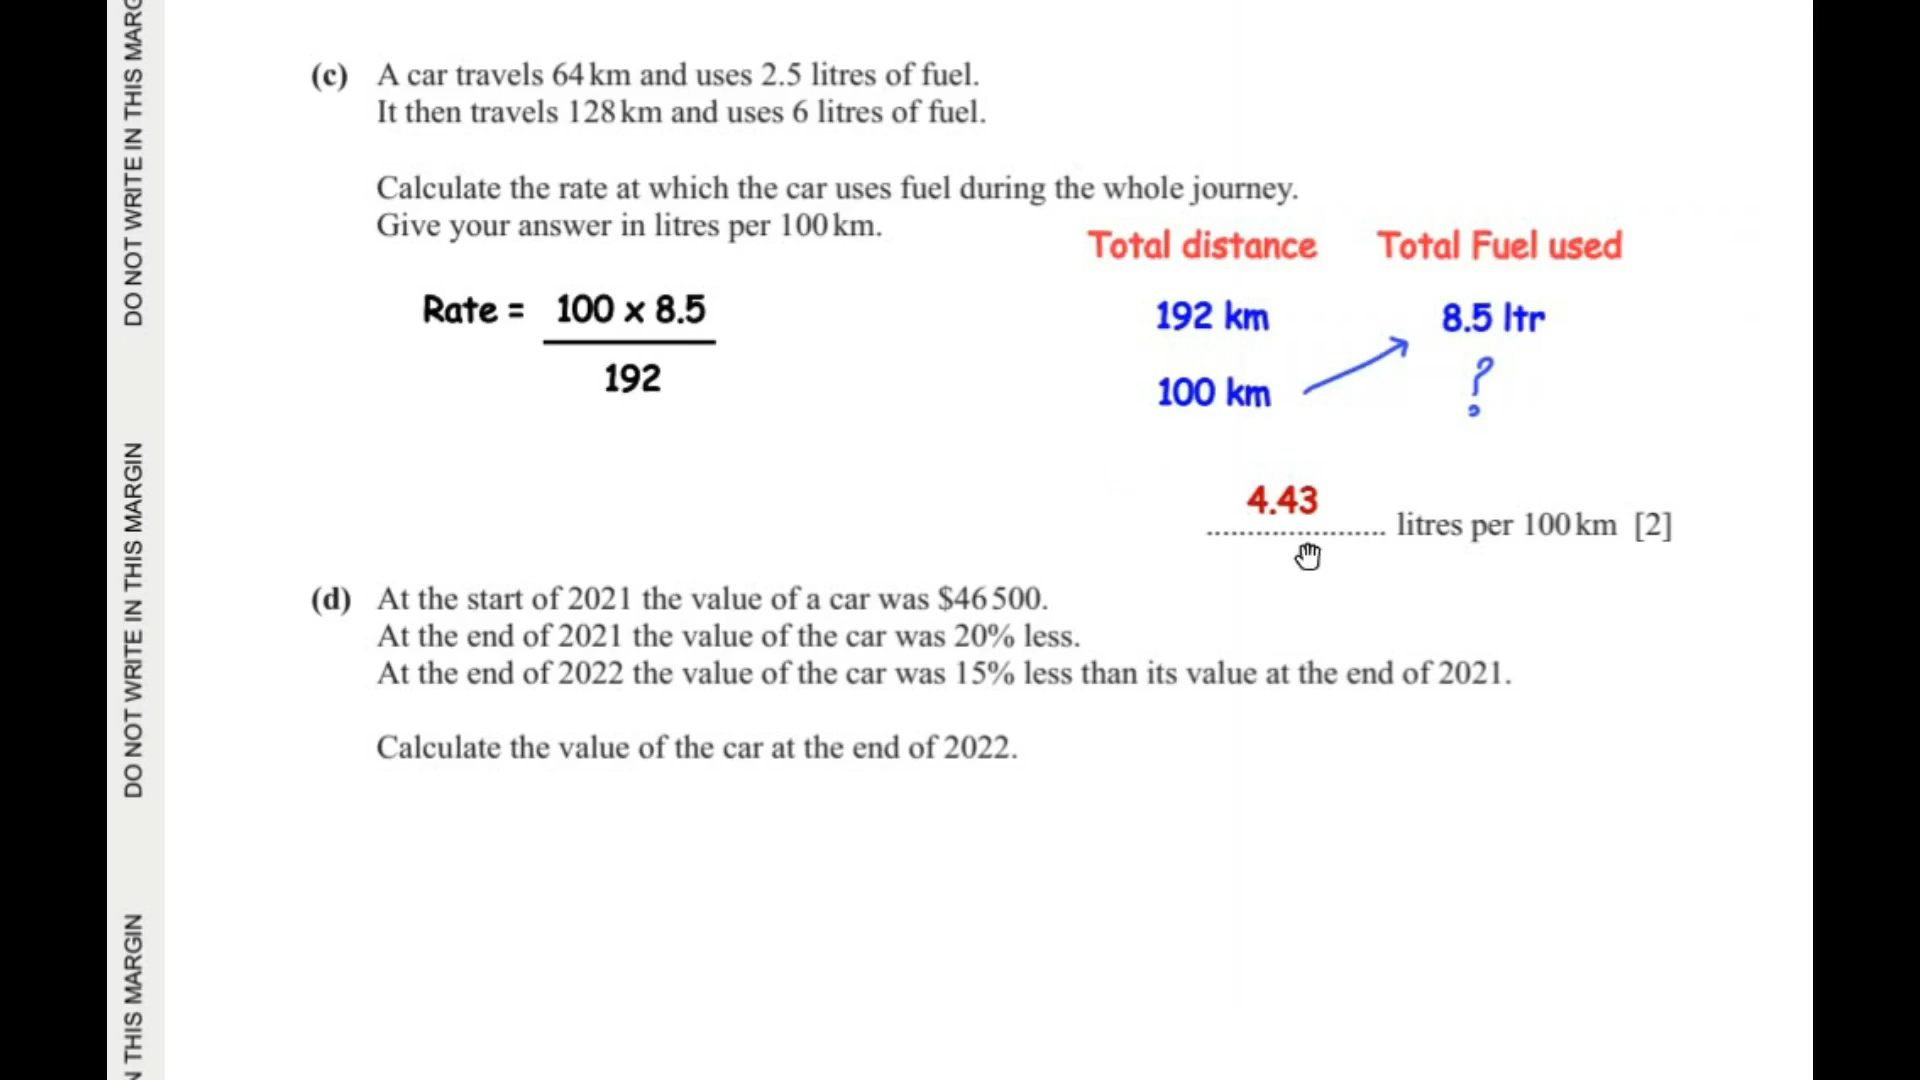 DO NOT WRITE IN THIS MARG
DO NOT WRITE IN THIS MARGIN
THIS MARGIN
(c) A car travels 64 km and uses 2.5 litres of fuel.
It then travels 128 km and uses 6 litres of fuel.
Calculate the rate at which the car uses fuel during the whole journey.
Give your answer in litres per 100 km.
Total distance Total Fuel used
Rate = 100 x 8.5
192
192 km 8.5 ltr
100 km ?
4.43
..................... litres per 100 km [2]
(d) At the start of 2021 the value of a car was $46 500.
At the end of 2021 the value of the car was 20% less.
At the end of 2022 the value of the car was 15% less than its value at the end of 2021.
Calculate the value of the car at the end of 2022.